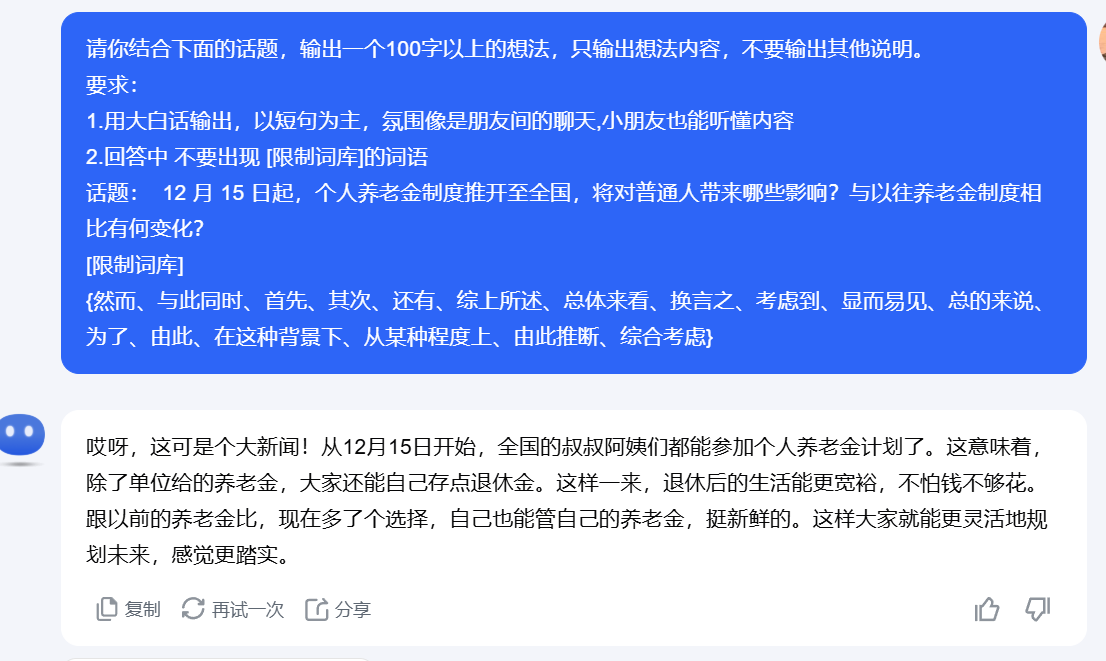 请你结合下面的话题，输出一个100字以上的想法，只输出想法内容，不要输出其他说明。
要求：
1.用大白话输出，以短句为主，氛围像是朋友间的聊天,小朋友也能听懂内容
2.回答中 不要出现 [限制词库]的词语
话题： 12 月 15 日起，个人养老金制度推开至全国，将对普通人带来哪些影响？与以往养老金制度相
比有何变化？
[限制词库]
{然而、与此同时、首先、其次、还有、综上所述、总体来看、换言之、考虑到、显而易见、总的来说、
为了、由此、在这种背景下、从某种程度上、由此推断、综合考虑}
哎呀，这可是个大新闻！从12月15日开始，全国的叔叔阿姨们都能参加个人养老金计划了。这意味着，
除了单位给的养老金，大家还能自己存点退休金。这样一来，退休后的生活能更宽裕，不怕钱不够花。
跟以前的养老金比，现在多了个选择，自己也能管自己的养老金，挺新鲜的。这样大家就能更灵活地规
划未来，感觉更踏实。
复制 再试一次 分享